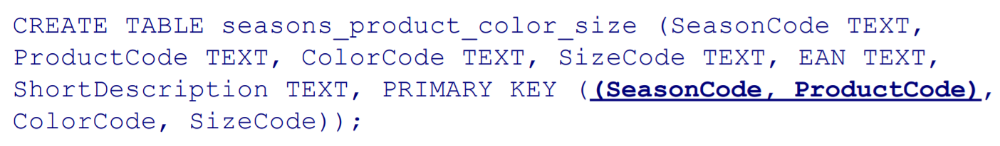 CREATE TABLE seasons_product_color_size (SeasonCode TEXT,
ProductCode TEXT, ColorCode TEXT, SizeCode TEXT, EAN TEXT,
ShortDescription TEXT, PRIMARY KEY ((SeasonCode, ProductCode),
ColorCode, SizeCode));